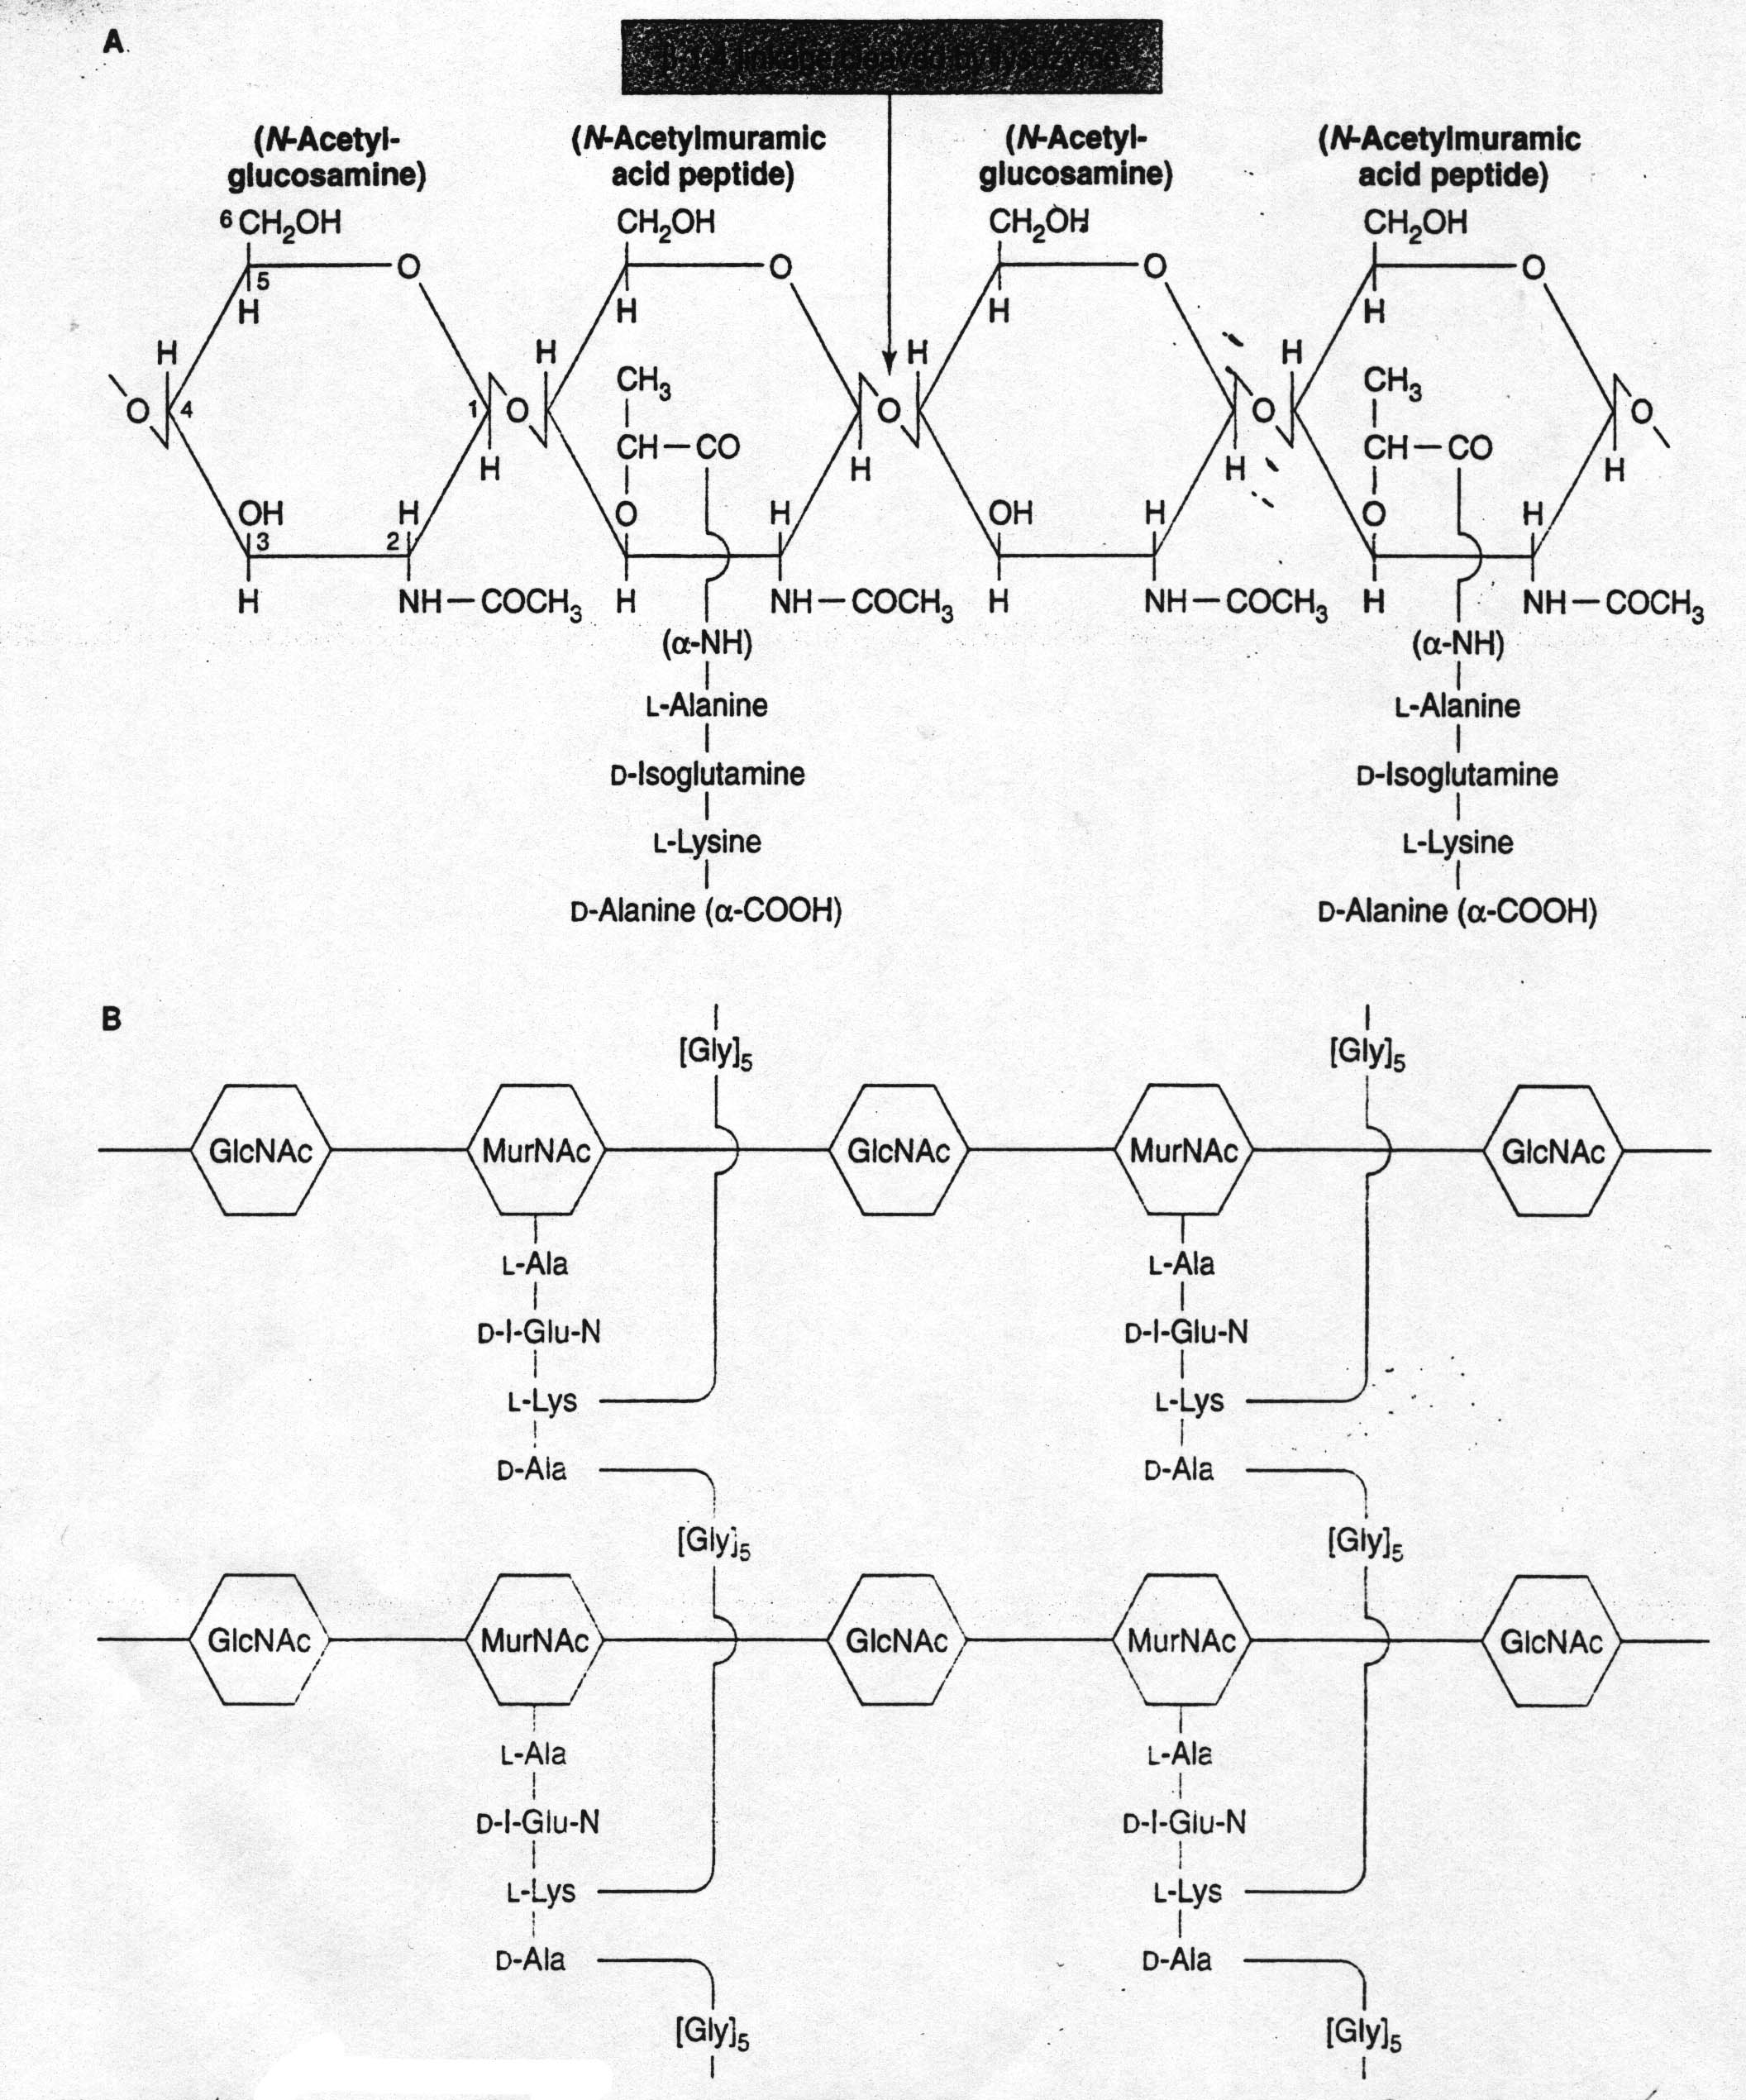 A
linkage cleaved by lysozyme
(N-Acetyl-
glucosamine)
(N-Acetylmuramic
acid peptide)
(N-Acetyl-
glucosamine)
(N-Acetylmuramic
acid peptide)
6 CH2OH
CH2OH
CH2OH
CH2OH
5 O
O
O
O
H
H
H
H
H
H
H
H
CH3
CH3
O 4
1 O
O
O
O
CH—CO
CH—CO
H
H
H
H
OH
H
O
H
OH
H
O
H
3
2
H
NH—COCH3
H
NH—COCH3
H
NH—COCH3
H
NH—COCH3
(α-NH)
(α-NH)
L-Alanine
L-Alanine
D-Isoglutamine
D-Isoglutamine
L-Lysine
L-Lysine
D-Alanine (α-COOH)
D-Alanine (α-COOH)
B
[Gly]5
[Gly]5
GlcNAc
MurNAc
GlcNAc
MurNAc
GlcNAc
L-Ala
L-Ala
D-I-Glu-N
D-I-Glu-N
L-Lys
L-Lys
D-Ala
D-Ala
[Gly]5
[Gly]5
GlcNAc
MurNAc
GlcNAc
MurNAc
GlcNAc
L-Ala
L-Ala
D-I-Glu-N
D-I-Glu-N
L-Lys
L-Lys
D-Ala
D-Ala
[Gly]5
[Gly]5